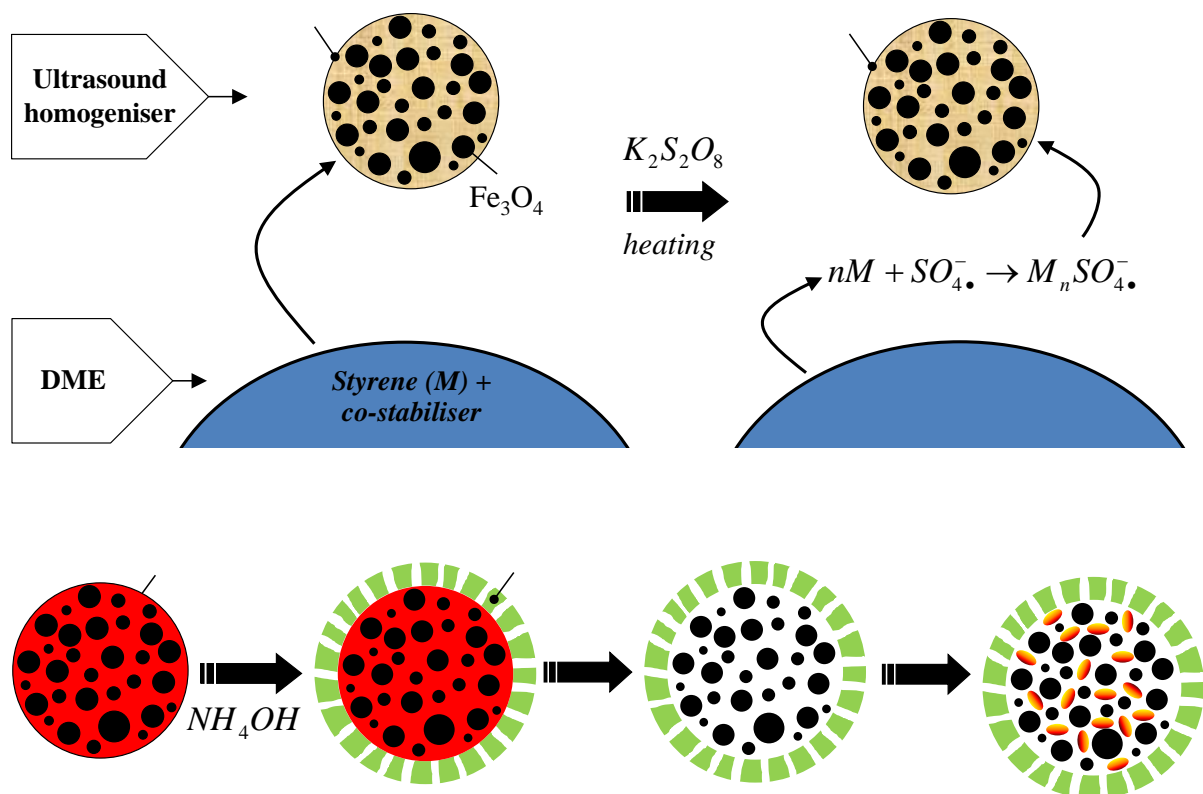 Ultrasound
homogeniser
Fe₃O₄
K₂S₂O₈
heating
nM + SO₄•⁻ → MₙSO₄•⁻
DME
Styrene (M) +
co-stabiliser
NH₄OH